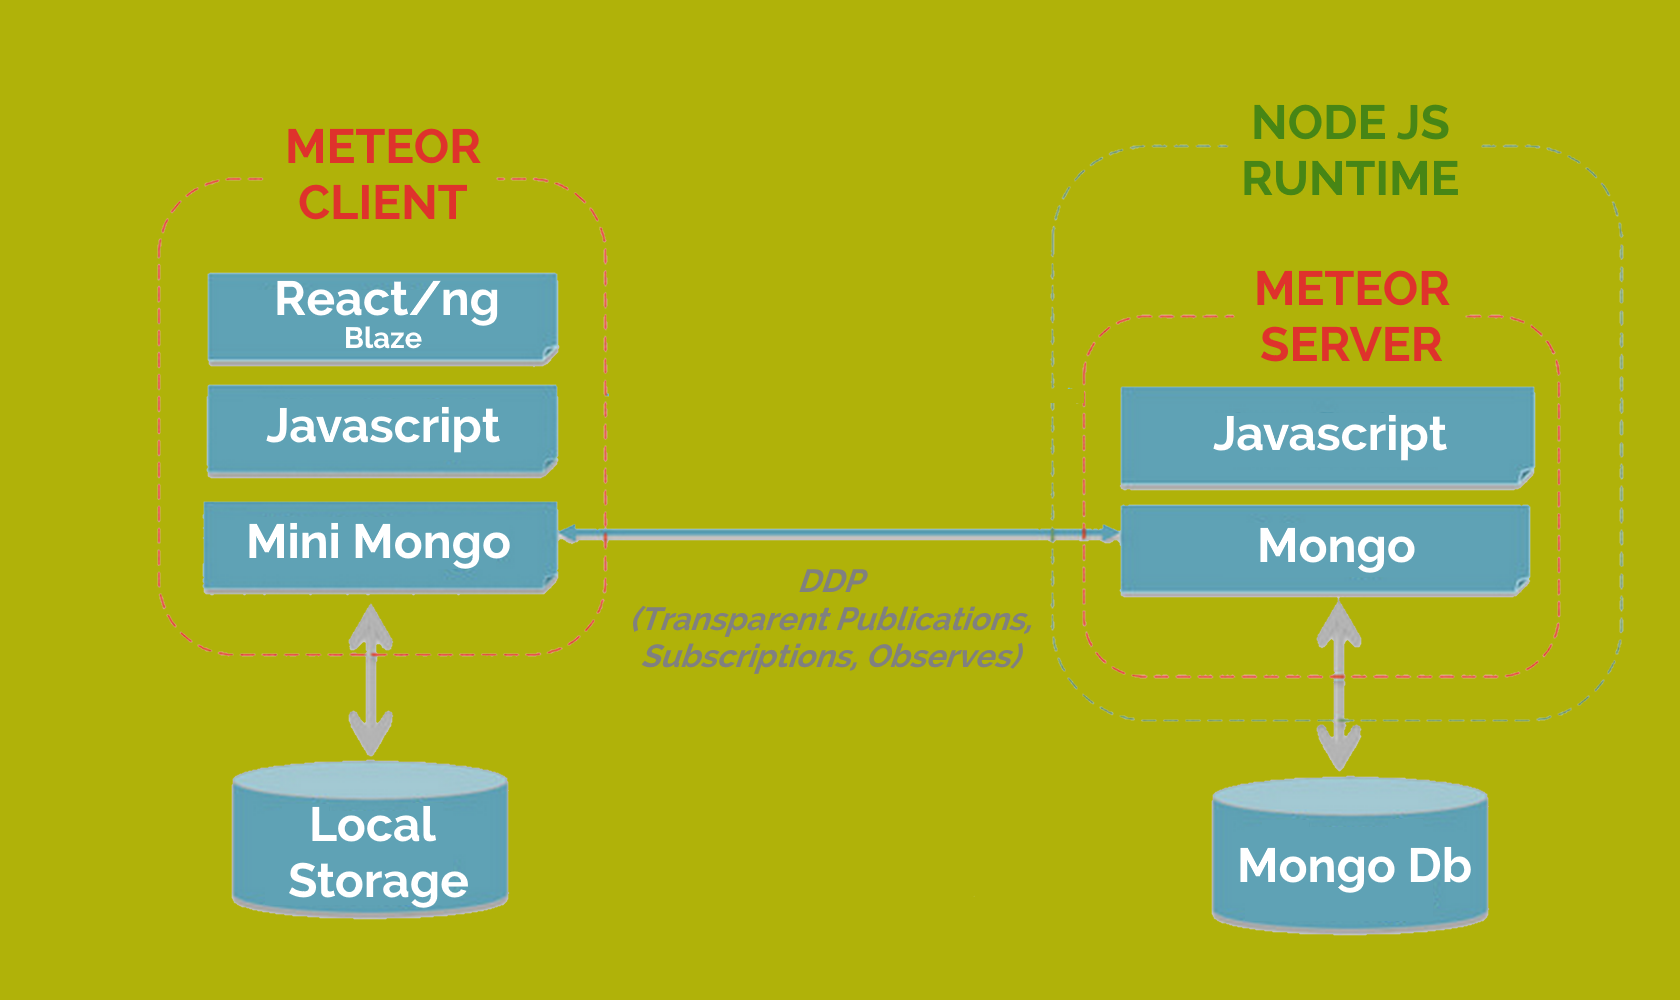 METEOR
CLIENT
React/ng
Blaze
Javascript
Mini Mongo
Local
Storage
DDP
(Transparent Publications,
Subscriptions, Observes)
NODE JS
RUNTIME
METEOR
SERVER
Javascript
Mongo
Mongo Db